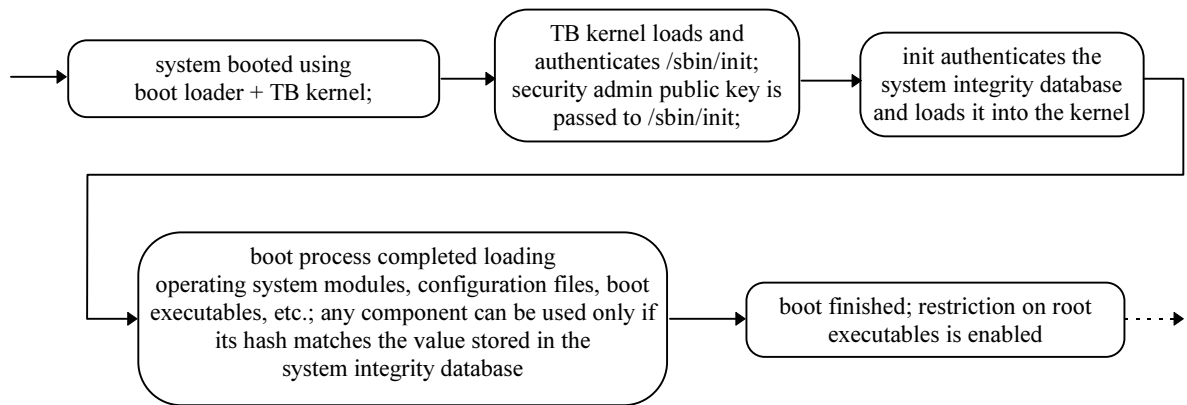 system booted using
boot loader + TB kernel;
TB kernel loads and
authenticates /sbin/init;
security admin public key is
passed to /sbin/init;
init authenticates the
system integrity database
and loads it into the kernel
boot process completed loading
operating system modules, configuration files, boot
executables, etc.; any component can be used only if
its hash matches the value stored in the
system integrity database
boot finished; restriction on root
executables is enabled